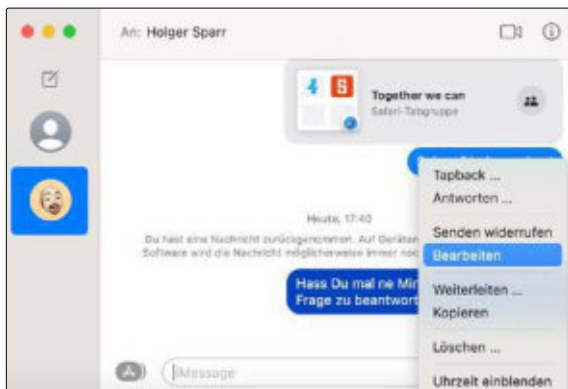 An: Holger Sparr
4 S
Together we can
Safari-Tabgruppe
Tapback ...
Antworten ...
Heute, 17:40
Senden widerrufen
Du hast eine Nachricht zurückgenommen. Auf Geräten
Bearbeiten
Software wird die Nachricht möglicherweise immer noc
Hass Du mal ne Min
Weiterleiten ...
Frage zu beantwort
Kopieren
Löschen ...
iMessage
Uhrzeit einblenden